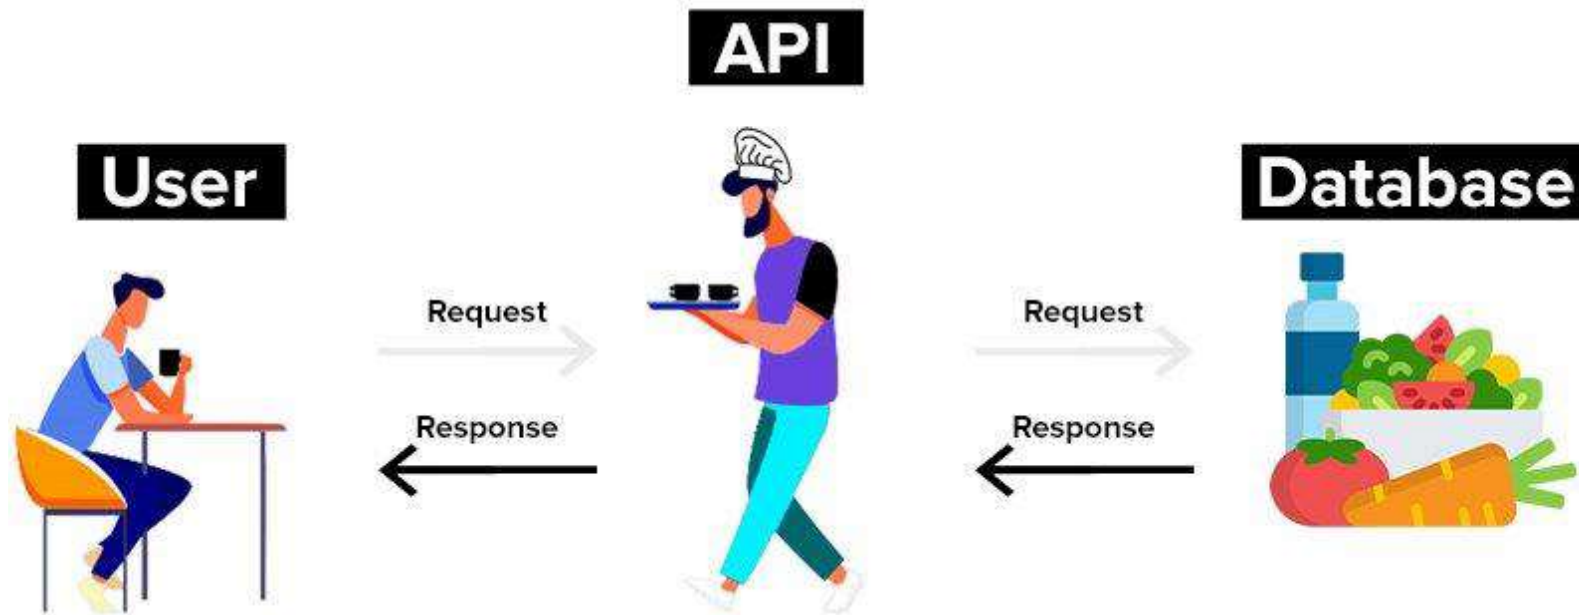 API
User
Database
Request
Request
Response
Response